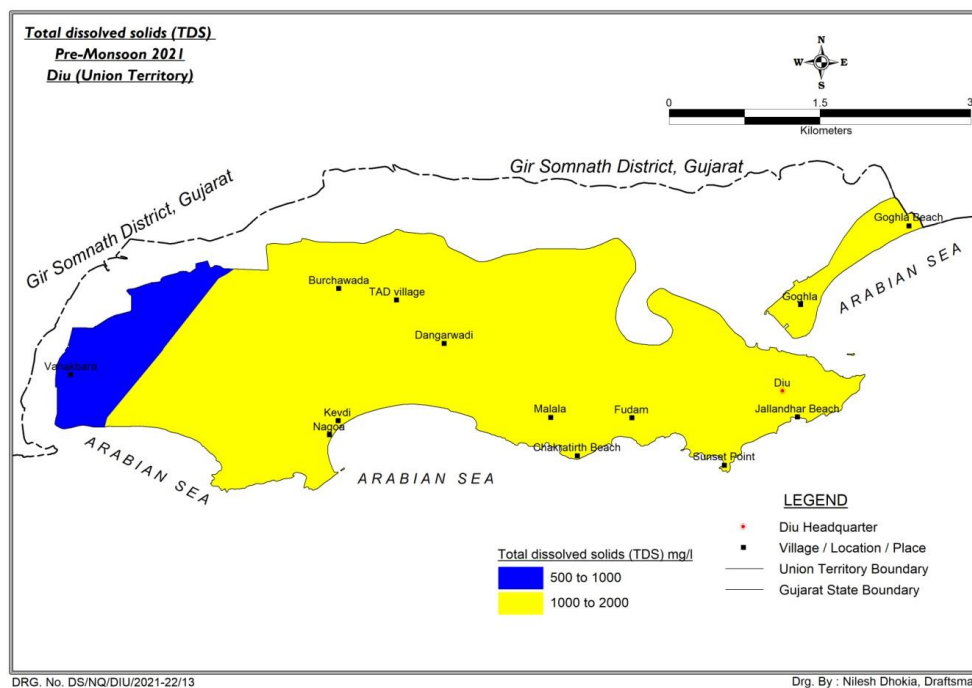 Total dissolved solids (TDS)
Pre-Monsoon 2021
Diu (Union Territory)
N
W E
S
0 1.5 3
Kilometers
Gir Somnath District, Gujarat
Gir Somnath District, Gujarat
Goghla Beach
ARABIAN SEA
Goghla
Burchawada
TAD village
Dangarwadi
Vanakbara
Diu
Kevdi
Nagoa
Malala
Fudam
Jallandhar Beach
Chakratirth Beach
Sunset Point
ARABIAN SEA
ARABIAN SEA
LEGEND
Diu Headquarter
Village / Location / Place
Union Territory Boundary
Gujarat State Boundary
Total dissolved solids (TDS) mg/l
500 to 1000
1000 to 2000
DRG. No. DS/NQ/DIU/2021-22/13
Drg. By : Nilesh Dhokia, Draftsma